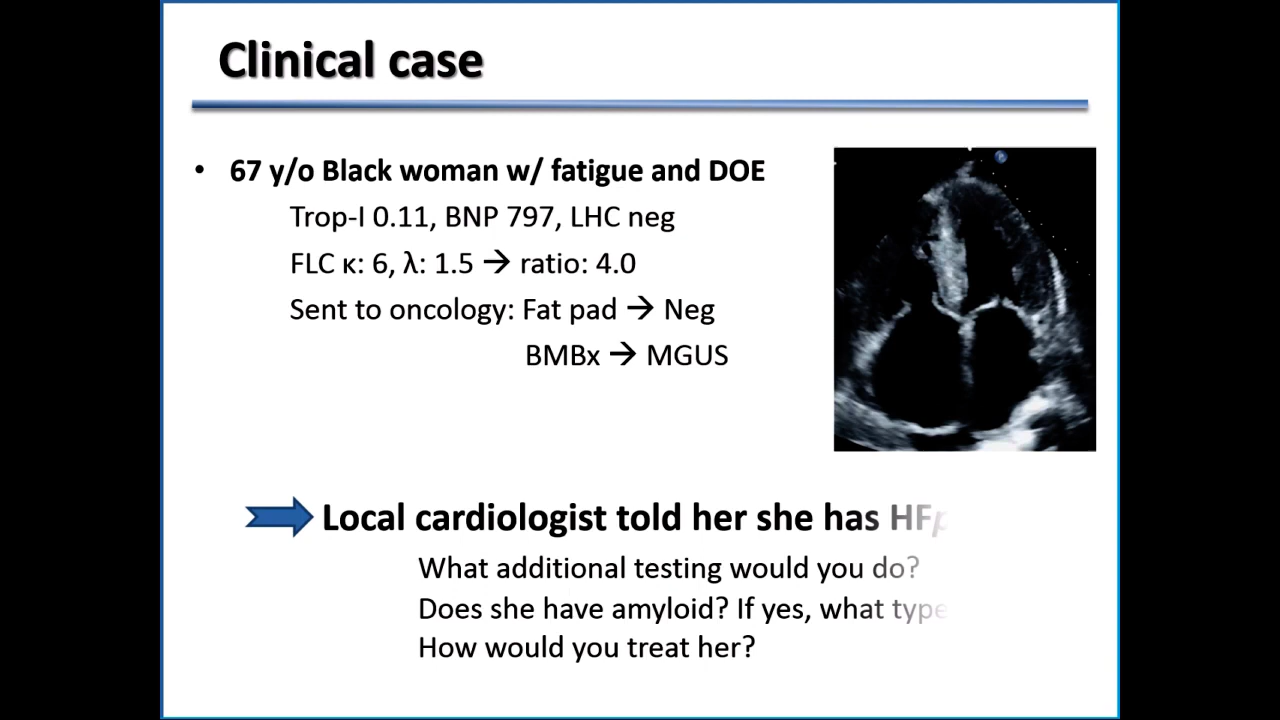 Clinical case
• 67 y/o Black woman w/ fatigue and DOE
Trop-I 0.11, BNP 797, LHC neg
FLC κ: 6, λ: 1.5 → ratio: 4.0
Sent to oncology: Fat pad → Neg
BMBx → MGUS
Local cardiologist told her she has HFp
What additional testing would you do?
Does she have amyloid? If yes, what type
How would you treat her?